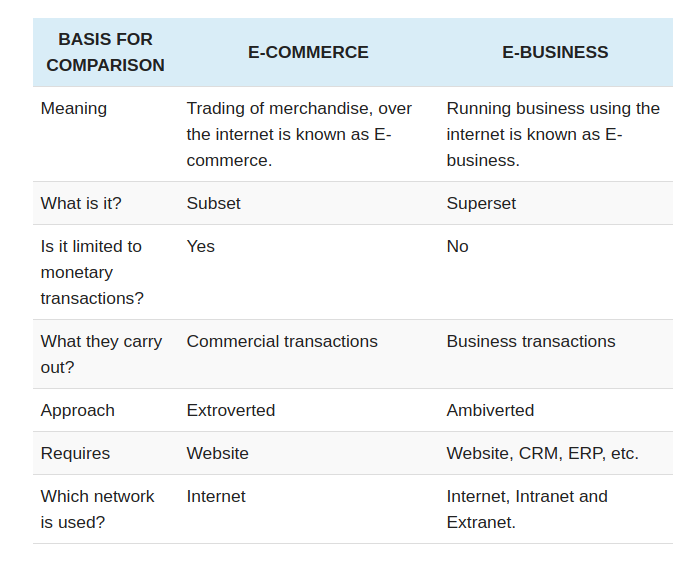 BASIS FOR COMPARISON E-COMMERCE E-BUSINESS
Meaning Trading of merchandise, over the internet is known as E-commerce. Running business using the internet is known as E-business.
What is it? Subset Superset
Is it limited to monetary transactions? Yes No
What they carry out? Commercial transactions Business transactions
Approach Extroverted Ambiverted
Requires Website Website, CRM, ERP, etc.
Which network is used? Internet Internet, Intranet and Extranet.